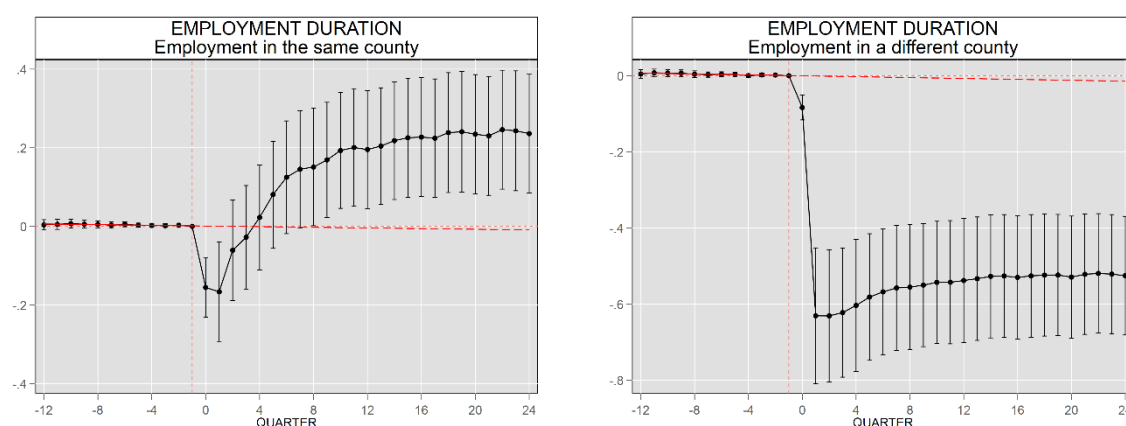 EMPLOYMENT DURATION
Employment in the same county
.4
.2
0
-.2
-.4
-12 -8 -4 0 4 8 12 16 20 24
QUARTER
EMPLOYMENT DURATION
Employment in a different county
0
-.2
-.4
-.6
-.8
-12 -8 -4 0 4 8 12 16 20 24
QUARTER